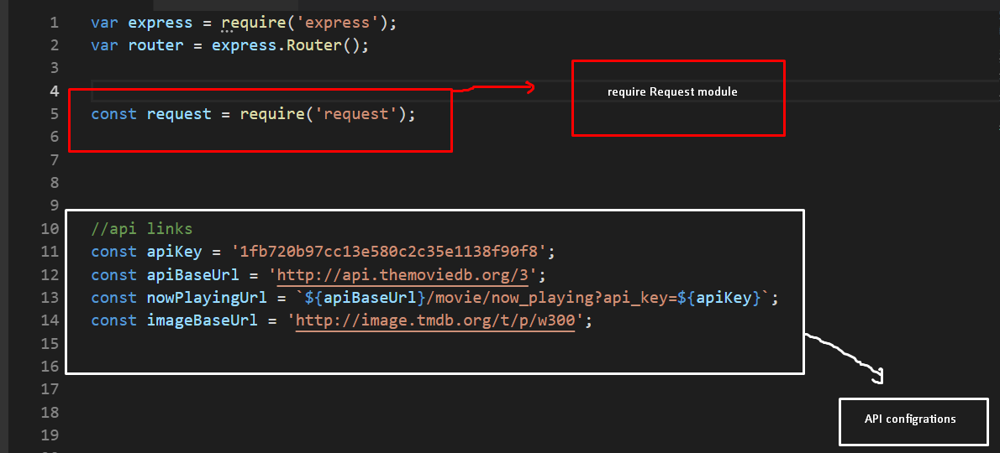 1 var express = require('express');
2 var router = express.Router();
3
4
require Request module
5 const request = require('request');
6
7
8
9
10 //api links
11 const apiKey = '1fb720b97cc13e580c2c35e1138f90f8';
12 const apiBaseUrl = 'http://api.themoviedb.org/3';
13 const nowPlayingUrl = `${apiBaseUrl}/movie/now_playing?api_key=${apiKey}`;
14 const imageBaseUrl = 'http://image.tmdb.org/t/p/w300';
15
16
17
18
API configrations
19